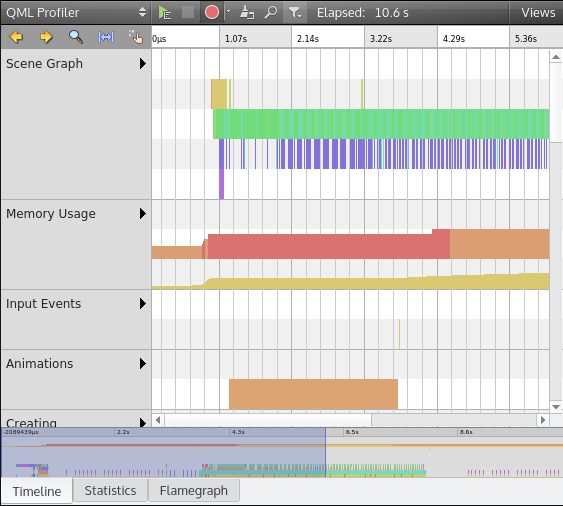 QML Profiler Elapsed: 10.6 s Views
0µs 1.07s 2.14s 3.22s 4.29s 5.36s
Scene Graph
Memory Usage
Input Events
Animations
Creating
-2089439µs 2.2s 4.3s 6.5s 8.6s
Timeline Statistics Flamegraph